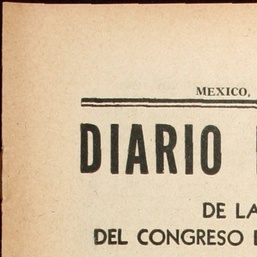 MEXICO,
DIARIO
DE LA
DEL CONGRESO